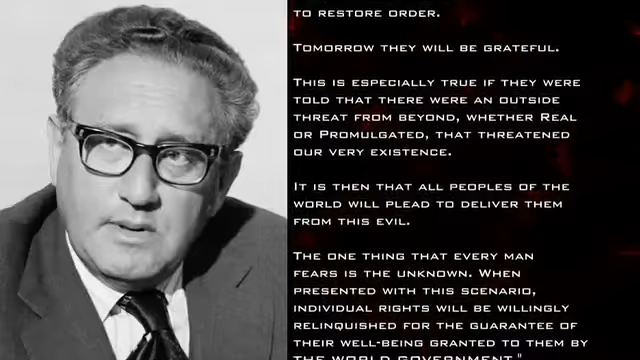 TO RESTORE ORDER.
TOMORROW THEY WILL BE GRATEFUL.
THIS IS ESPECIALLY TRUE IF THEY WERE
TOLD THAT THERE WERE AN OUTSIDE
THREAT FROM BEYOND, WHETHER REAL
OR PROMULGATED, THAT THREATENED
OUR VERY EXISTENCE.
IT IS THEN THAT ALL PEOPLES OF THE
WORLD WILL PLEAD TO DELIVER THEM
FROM THIS EVIL.
THE ONE THING THAT EVERY MAN
FEARS IS THE UNKNOWN. WHEN
PRESENTED WITH THIS SCENARIO,
INDIVIDUAL RIGHTS WILL BE WILLINGLY
RELINQUISHED FOR THE GUARANTEE OF
THEIR WELL-BEING GRANTED TO THEM BY
THE WORLD GOVERNMENT."